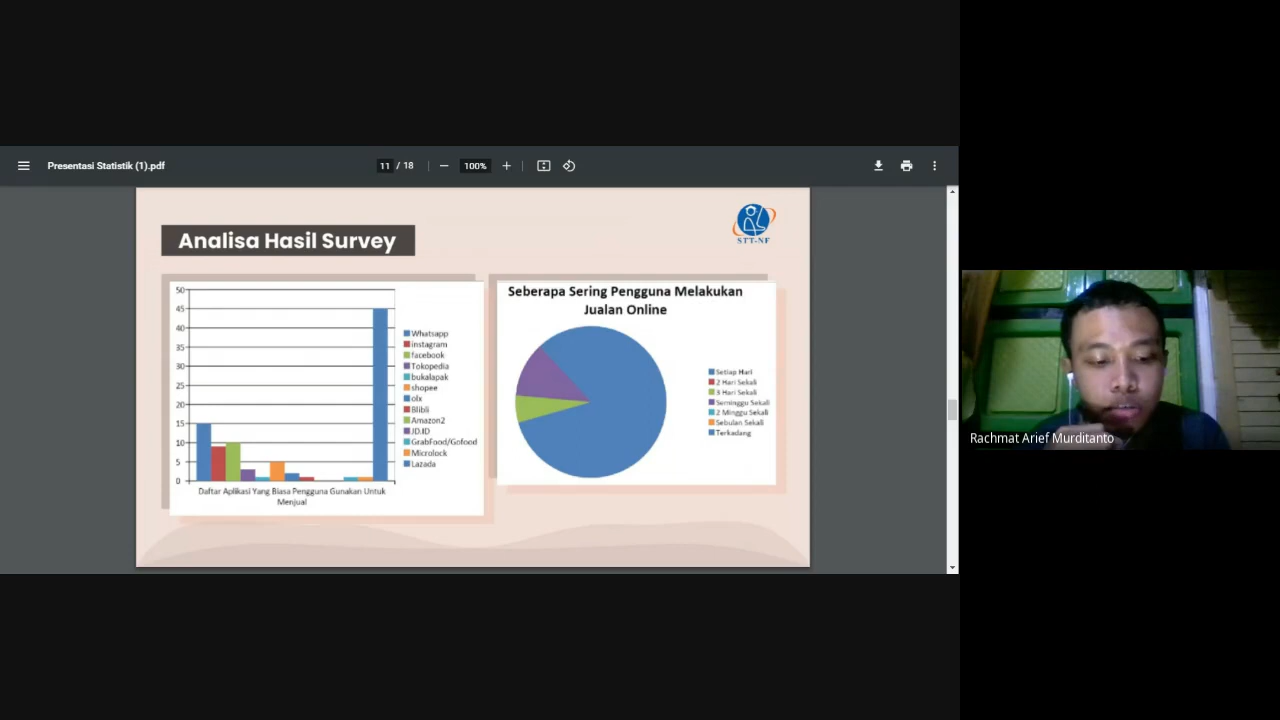 Presentasi Statistik (1).pdf
11 / 18
100%
STT-NF
Analisa Hasil Survey
50
45
40
35
30
25
20
15
10
5
0
Daftar Aplikasi Yang Biasa Pengguna Gunakan Untuk
Menjual
Whatsapp
instagram
facebook
Tokopedia
bukalapak
shopee
olx
Blibli
Amazon2
JD.ID
GrabFood/Gofood
Microlock
Lazada
Seberapa Sering Pengguna Melakukan
Jualan Online
Setiap Hari
2 Hari Sekali
3 Hari Sekali
Seminggu Sekali
2 Minggu Sekali
Sebulan Sekali
Terkadang
Rachmat Arief Murditanto